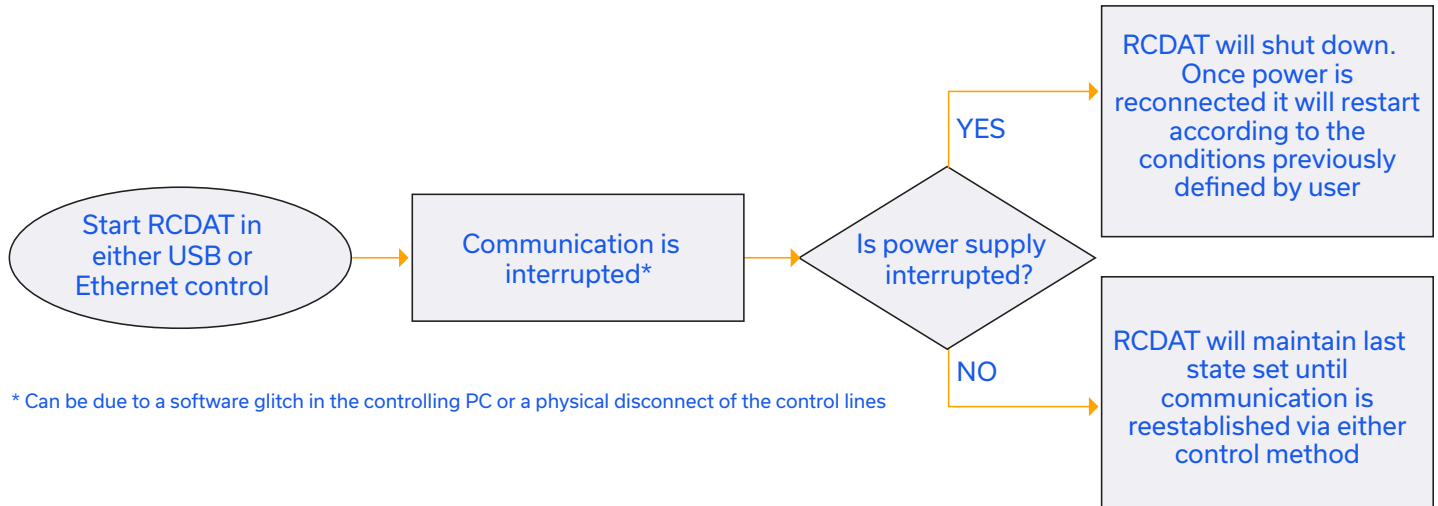 Start RCDAT in
either USB or
Ethernet control
Communication is
interrupted*
Is power supply
interrupted?
YES
RCDAT will shut down.
Once power is
reconnected it will restart
according to the
conditions previously
defined by user
NO
RCDAT will maintain last
state set until
communication is
reestablished via either
control method
* Can be due to a software glitch in the controlling PC or a physical disconnect of the control lines